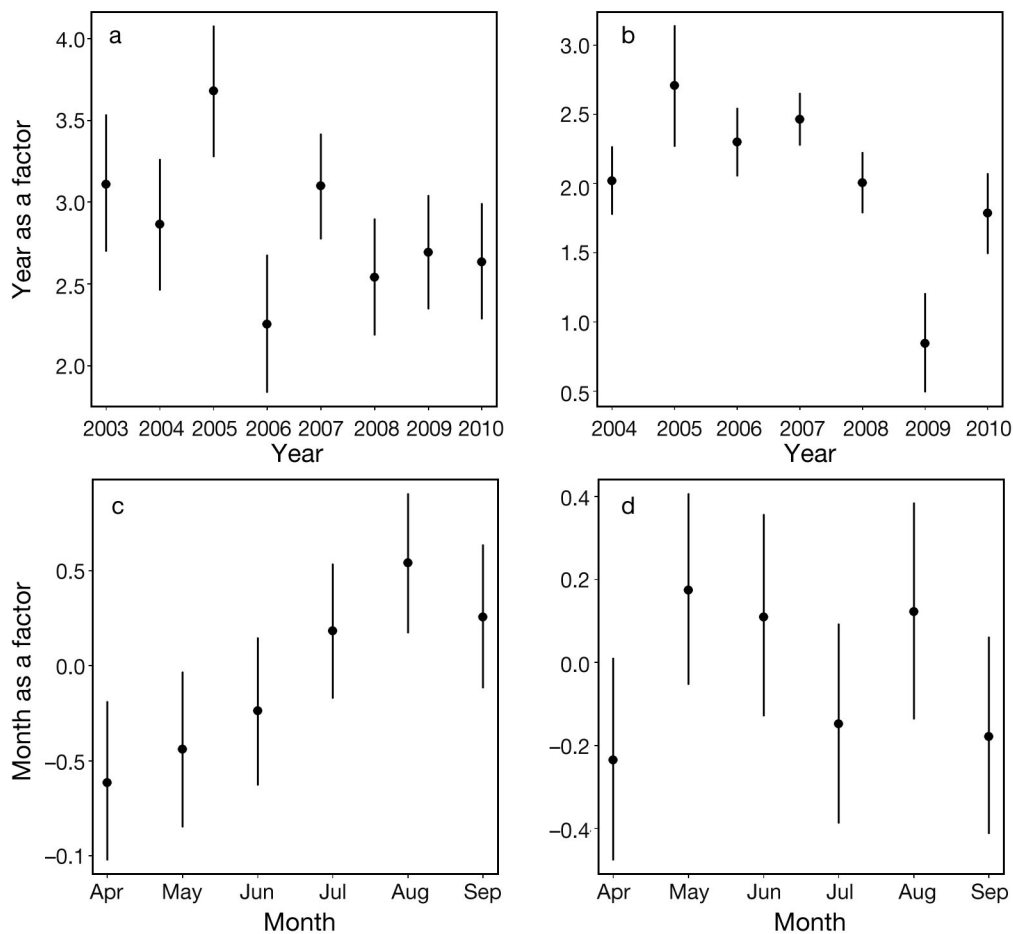 a
4.0
3.5
3.0
2.5
2.0
Year as a factor
2003 2004 2005 2006 2007 2008 2009 2010
Year
b
3.0
2.5
2.0
1.5
1.0
0.5
2004 2005 2006 2007 2008 2009 2010
Year
c
0.5
0.0
–0.5
–0.1
Month as a factor
Apr May Jun Jul Aug Sep
Month
d
0.4
0.2
0.0
–0.2
–0.4
Apr May Jun Jul Aug Sep
Month